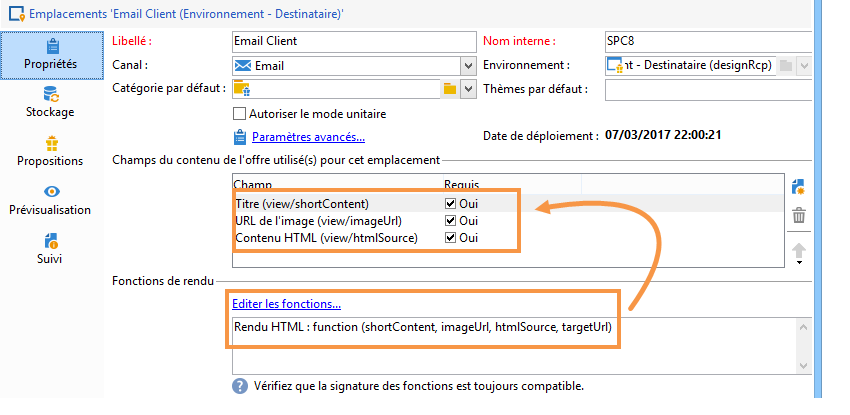 Emplacements 'Email Client (Environnement - Destinataire)'
Propriétés
Stockage
Propositions
Prévisualisation
Suivi
Libellé : Email Client Nom interne : SPC8
Canal : Email Environnement : nt - Destinataire (designRcp)
Catégorie par défaut : Thèmes par défaut :
Autoriser le mode unitaire
Paramètres avancés... Date de déploiement : 07/03/2017 22:00:21
Champs du contenu de l'offre utilisé(s) pour cet emplacement
Champ Requis
Titre (view/shortContent) Oui
URL de l'image (view/imageUrl) Oui
Contenu HTML (view/htmlSource) Oui
Fonctions de rendu
Editer les fonctions...
Rendu HTML : function (shortContent, imageUrl, htmlSource, targetUrl)
Vérifiez que la signature des fonctions est toujours compatible.